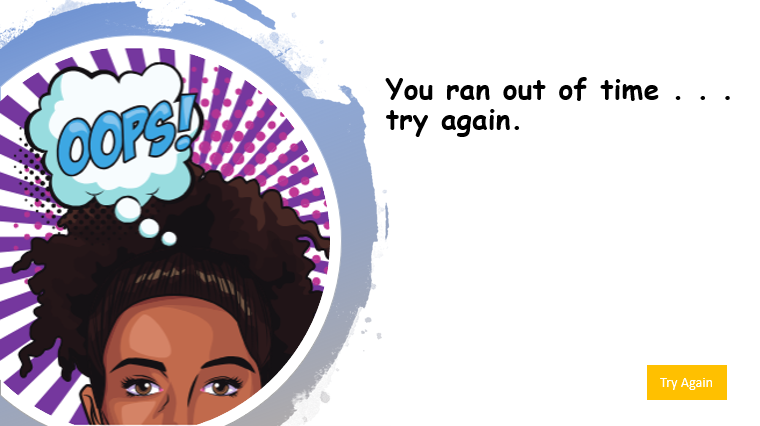 OOPS!
You ran out of time . . .
try again.
Try Again